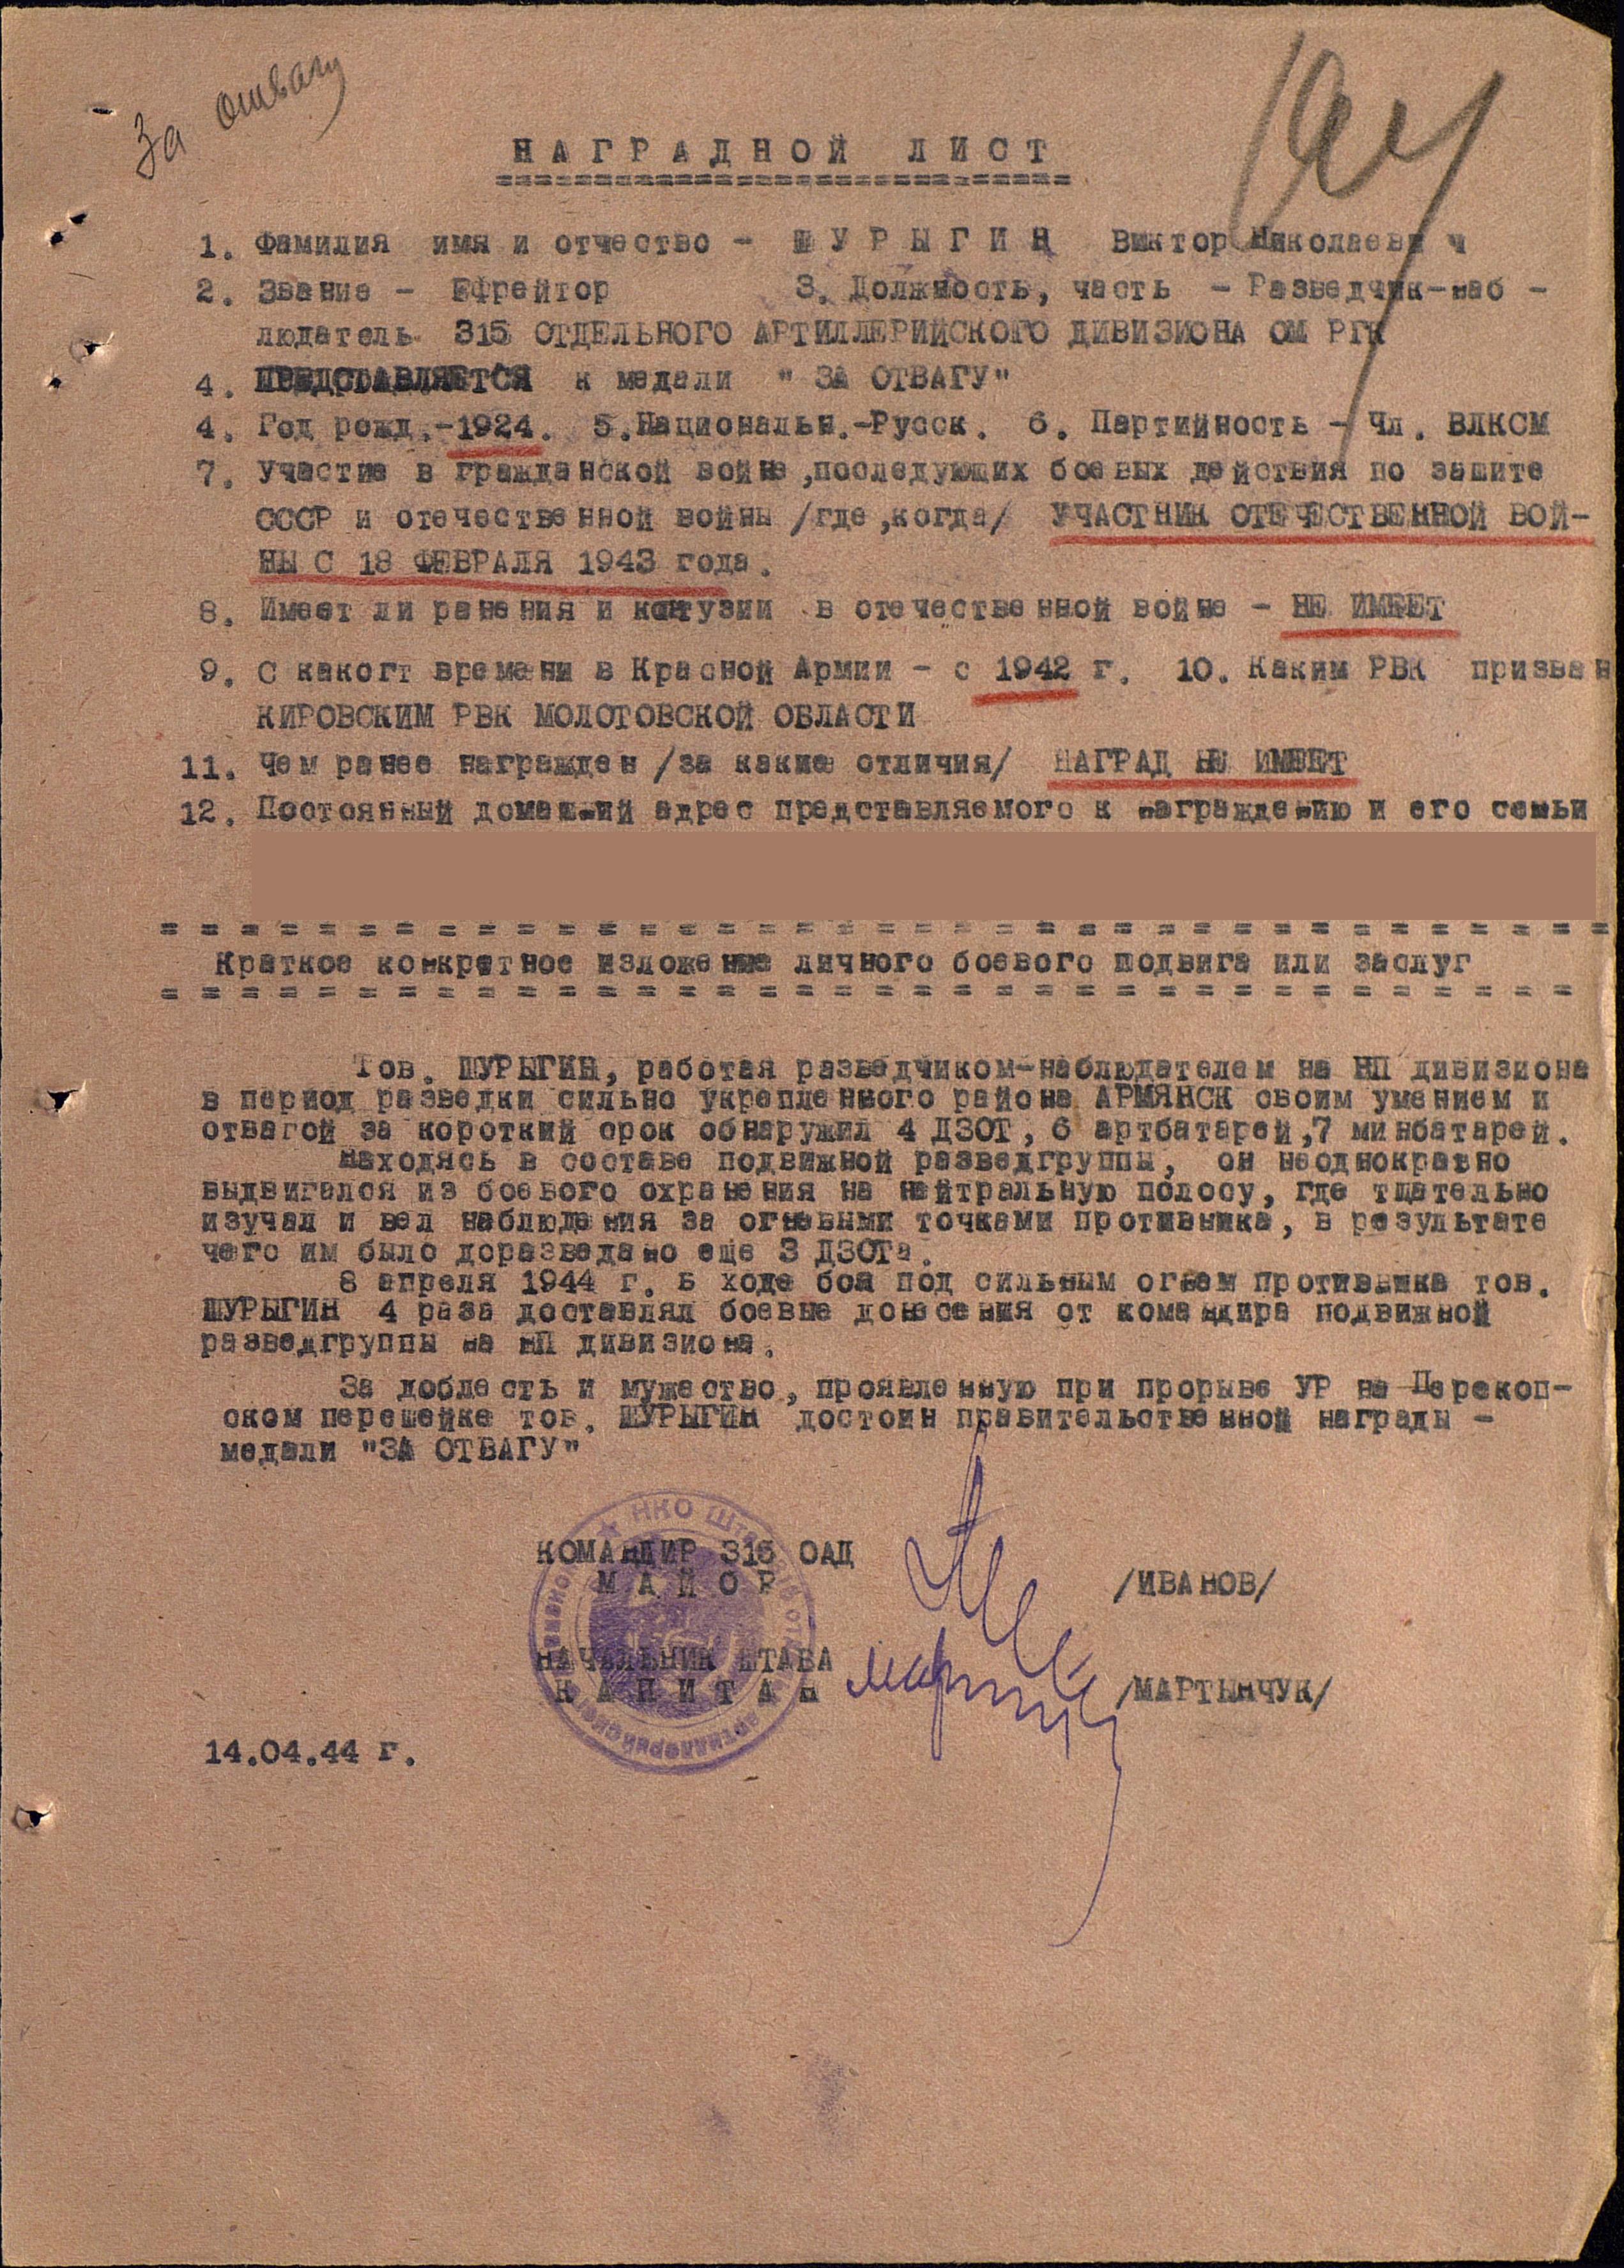 За отвагу
НАГРАДНОЙ ЛИСТ
==============================
1. Фамилия имя и отчество - ШУРЫГИН Виктор Николаевич
2. Звание - Ефрейтор 3. Должность, часть - Разведчик-наб -
людатель 315 ОТДЕЛЬНОГО АРТИЛЛЕРИЙСКОГО ДИВИЗИОНА ОМ РГК
4. ПРЕДСТАВЛЯЕТСЯ к медали " ЗА ОТВАГУ"
4. Год рожд.-1924. 5.Национальн.-Русск. 6. Партийность - Чл. ВЛКСМ
7. Участие в гражданской войне,последующих боевых действия по защите
СССР и отечественной войны /где,когда/ УЧАСТНИК ОТЕЧЕСТВЕННОЙ ВОЙ-
НЫ С 18 ФЕВРАЛЯ 1943 года.
8. Имеет ли ранения и контузии в отечественной войне - НЕ ИМЕЕТ
9. С какогт времени в Красной Армии - с 1942 г. 10. Каким РВК призван
КИРОВСКИМ РВК МОЛОТОВСКОЙ ОБЛАСТИ
11. Чем ранее награжден /за какие отличия/ НАГРАД НЕ ИМЕЕТ
12. Постоянный домашний адрес представляемого к награждению и его семьи
= = = = = = = = = = = = = = = = = = = = = = = = = = = = = = = = = = = =
Краткое конкретное изложение личного боевого подвига или заслуг
= = = = = = = = = = = = = = = = = = = = = = = = = = = = = = = = = = =
Тов. ШУРЫГИН, работая разведчиком-наблюдателем на НП дивизиона
в период разведки сильно укрепленного района АРМЯНСК своим умением и
отвагой за короткий срок обнаружил 4 ДЗОТ, 6 артбатарей,7 минбатарей.
Находясь в составе подвижной разведгруппы, он неоднократно
выдвигался из боевого охранения на нейтральную полосу, где тщательно
изучал и вел наблюдения за огневыми точками противника, в результате
чего им было доразведано еще 3 ДЗОТа.
8 апреля 1944 г. в ходе боя под сильным огнем противника тов.
ШУРЫГИН 4 раза доставлял боевые донесения от командира подвижной
разведгруппы на НП дивизиона.
За доблесть и мужество, проявленную при прорыве УР на Перекоп-
ском перешейке тов. ШУРЫГИН достоин правительственной награды -
медали "ЗА ОТВАГУ"
КОМАНДИР 315 ОАД
МАЙОР /ИВАНОВ/
НАЧАЛЬНИК ШТАБА
КАПИТАН /МАРТЫНЧУК/
14.04.44 г.